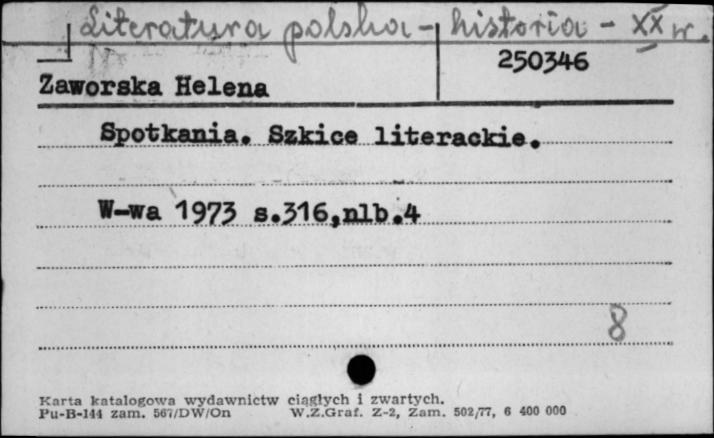 Literatura polska - historia - XX w.
250346
Zaworska Helena
Spotkania. Szkice literackie.
W-wa 1973 s.316,nlb.4
8
Karta katalogowa wydawnictw ciągłych i zwartych.
Pu-B-144 zam. 567/DW/On W.Z.Graf. Z-2, Zam. 502/77, 6 400 000